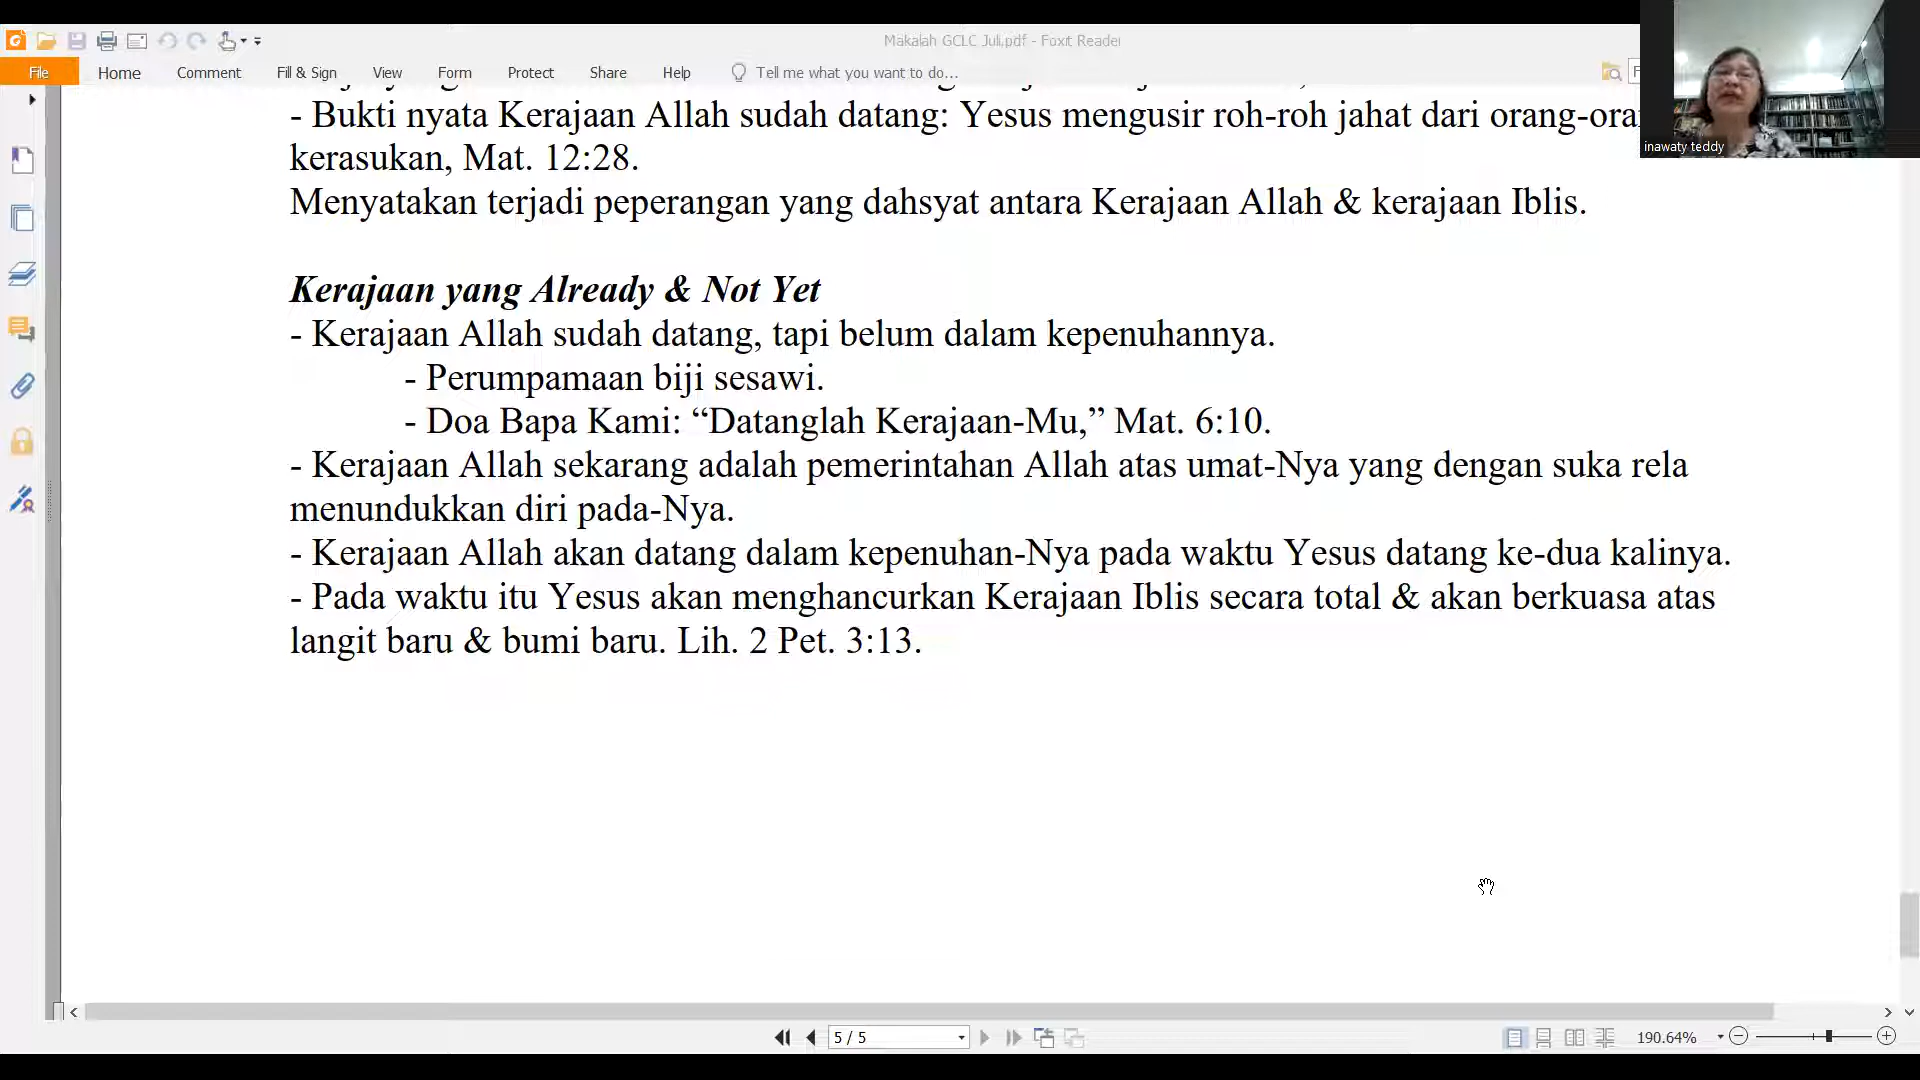 Makalah GCLC Juli.pdf - Foxit Reader
File Home Comment Fill & Sign View Form Protect Share Help Tell me what you want to do...
inawaty teddy
- Bukti nyata Kerajaan Allah sudah datang: Yesus mengusir roh-roh jahat dari
kerasukan, Mat. 12:28.
Menyatakan terjadi peperangan yang dahsyat antara Kerajaan Allah & kerajaan Iblis.
Kerajaan yang Already & Not Yet
- Kerajaan Allah sudah datang, tapi belum dalam kepenuhannya.
- Perumpamaan biji sesawi.
- Doa Bapa Kami: “Datanglah Kerajaan-Mu,” Mat. 6:10.
- Kerajaan Allah sekarang adalah pemerintahan Allah atas umat-Nya yang dengan suka rela
menundukkan diri pada-Nya.
- Kerajaan Allah akan datang dalam kepenuhan-Nya pada waktu Yesus datang ke-dua kalinya.
- Pada waktu itu Yesus akan menghancurkan Kerajaan Iblis secara total & akan berkuasa atas
langit baru & bumi baru. Lih. 2 Pet. 3:13.
5 / 5
190.64%